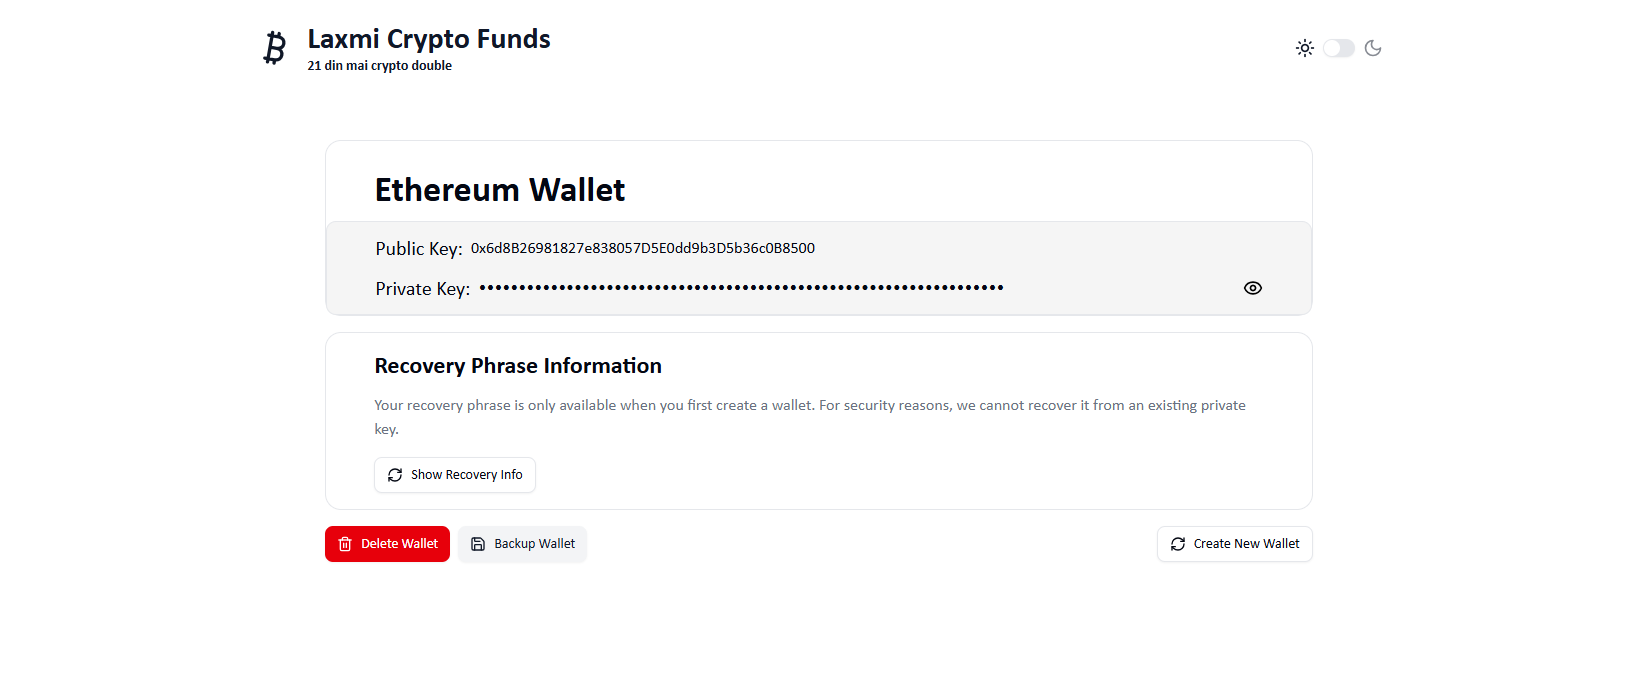 Laxmi Crypto Funds
21 din mai crypto double
Ethereum Wallet
Public Key: 0x6d8B26981827e838057D5E0dd9b3D5b36c0B8500
Private Key: ••••••••••••••••••••••••••••••••••••••••••••••••••••••••••••••••••
Recovery Phrase Information
Your recovery phrase is only available when you first create a wallet. For security reasons, we cannot recover it from an existing private
key.
Show Recovery Info
Delete Wallet
Backup Wallet
Create New Wallet